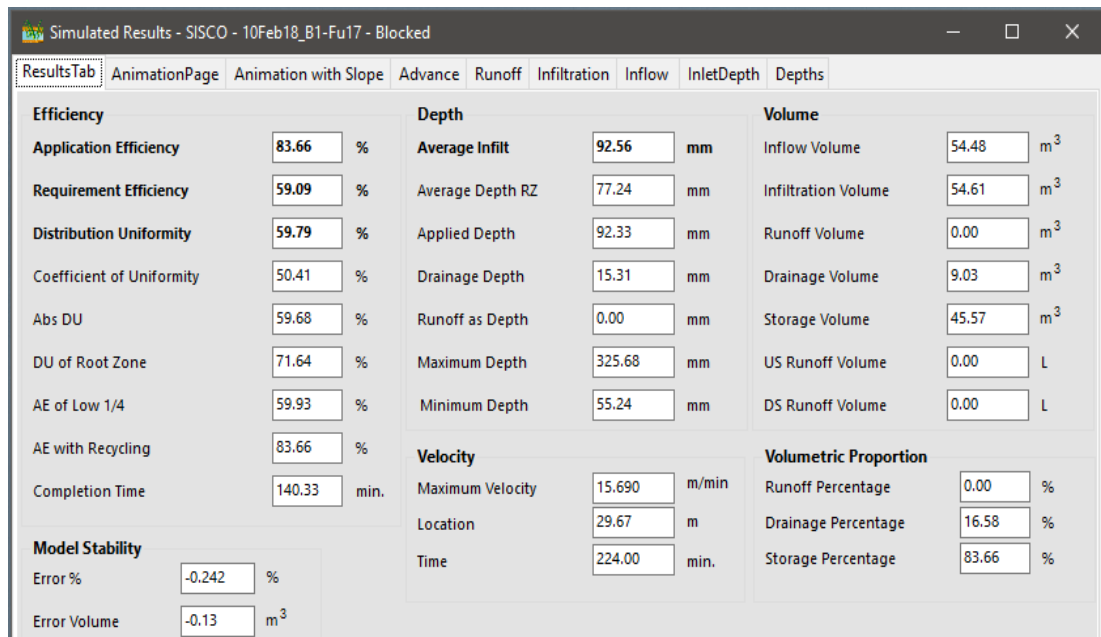 Simulated Results - SISCO - 10Feb18_B1-Fu17 - Blocked
ResultsTab AnimationPage Animation with Slope Advance Runoff Infiltration Inflow InletDepth Depths
Efficiency
Application Efficiency 83.66 %
Requirement Efficiency 59.09 %
Distribution Uniformity 59.79 %
Coefficient of Uniformity 50.41 %
Abs DU 59.68 %
DU of Root Zone 71.64 %
AE of Low 1/4 59.93 %
AE with Recycling 83.66 %
Completion Time 140.33 min.
Model Stability
Error % -0.242 %
Error Volume -0.13 m3
Depth
Average Infilt 92.56 mm
Average Depth RZ 77.24 mm
Applied Depth 92.33 mm
Drainage Depth 15.31 mm
Runoff as Depth 0.00 mm
Maximum Depth 325.68 mm
Minimum Depth 55.24 mm
Velocity
Maximum Velocity 15.690 m/min
Location 29.67 m
Time 224.00 min.
Volume
Inflow Volume 54.48 m3
Infiltration Volume 54.61 m3
Runoff Volume 0.00 m3
Drainage Volume 9.03 m3
Storage Volume 45.57 m3
US Runoff Volume 0.00 L
DS Runoff Volume 0.00 L
Volumetric Proportion
Runoff Percentage 0.00 %
Drainage Percentage 16.58 %
Storage Percentage 83.66 %